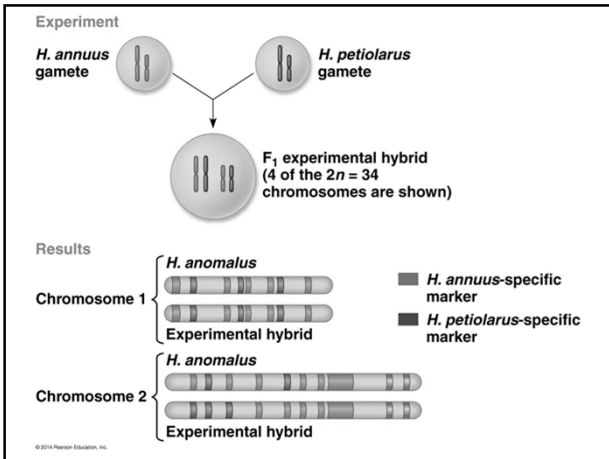 Experiment
H. annuus
gamete
H. petiolarus
gamete
F1 experimental hybrid
(4 of the 2n = 34
chromosomes are shown)
Results
H. anomalus
Chromosome 1
Experimental hybrid
H. annuus-specific
marker
H. petiolarus-specific
marker
H. anomalus
Chromosome 2
Experimental hybrid
© 2014 Pearson Education, Inc.